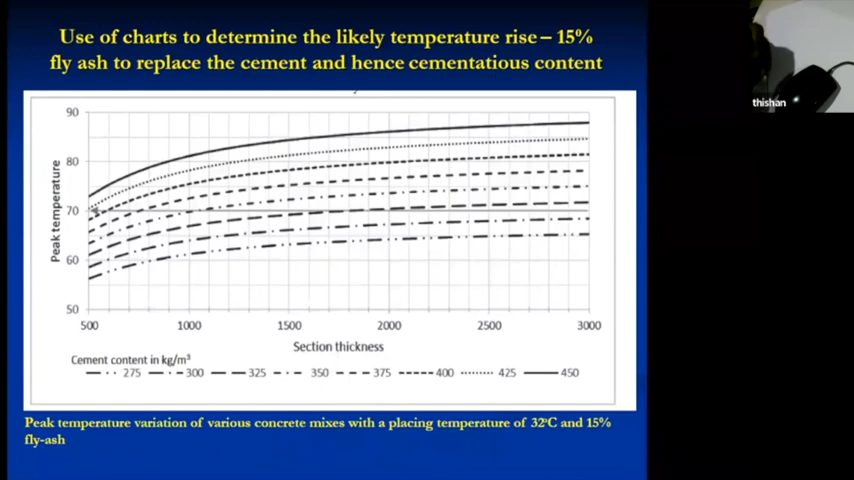 Use of charts to determine the likely temperature rise – 15%
fly ash to replace the cement and hence cementatious content
90
80
70
60
50
Peak temperature
500 1000 1500 2000 2500 3000
Section thickness
Cement content in kg/m³
275 300 325 350 375 400 425 450
Peak temperature variation of various concrete mixes with a placing temperature of 32°C and 15%
fly-ash
thishan